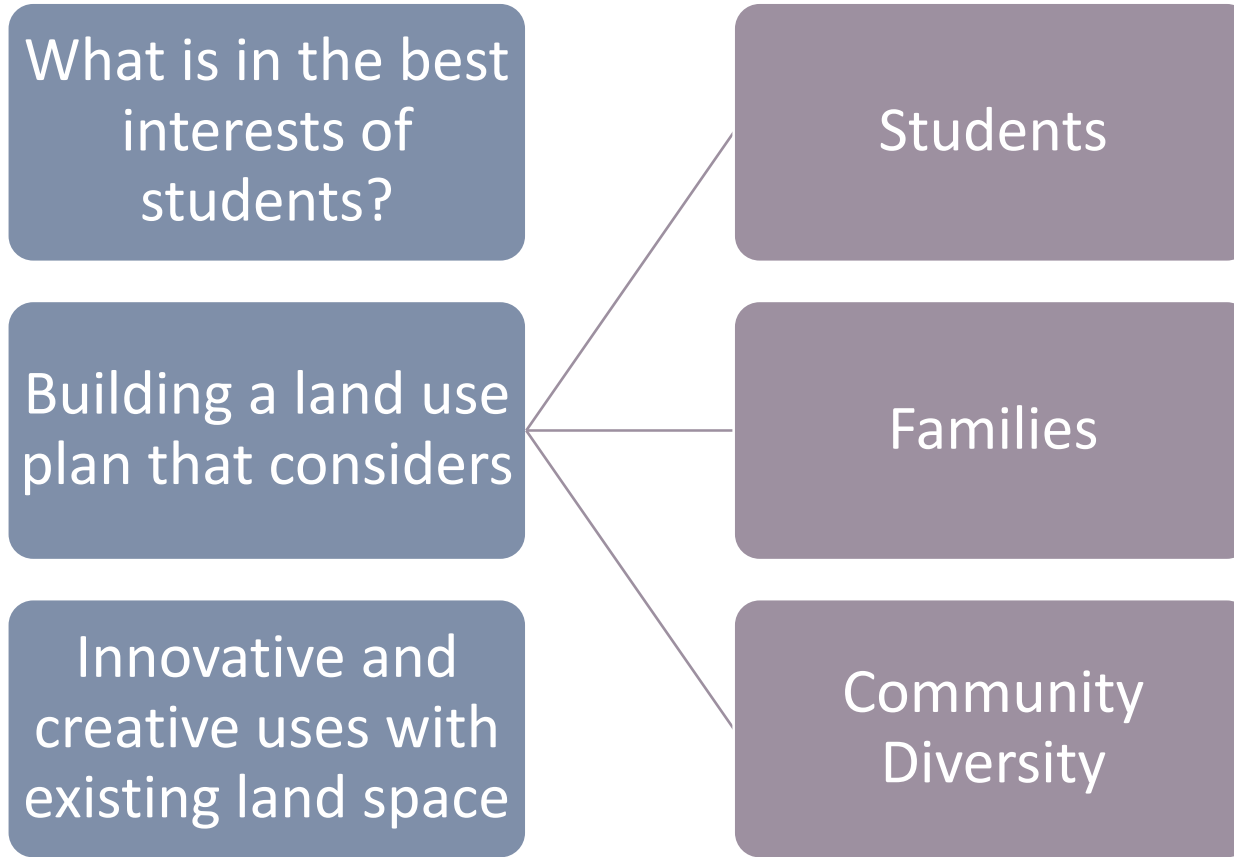 What is in the best
interests of
students?
Building a land use
plan that considers
Innovative and
creative uses with
existing land space
Students
Families
Community
Diversity